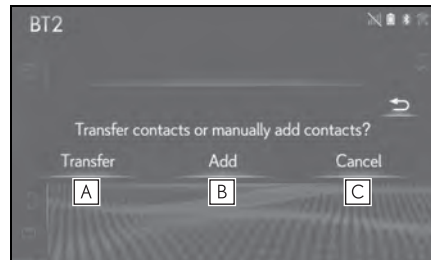 BT2
Transfer contacts or manually add contacts?
Transfer Add Cancel
A B C